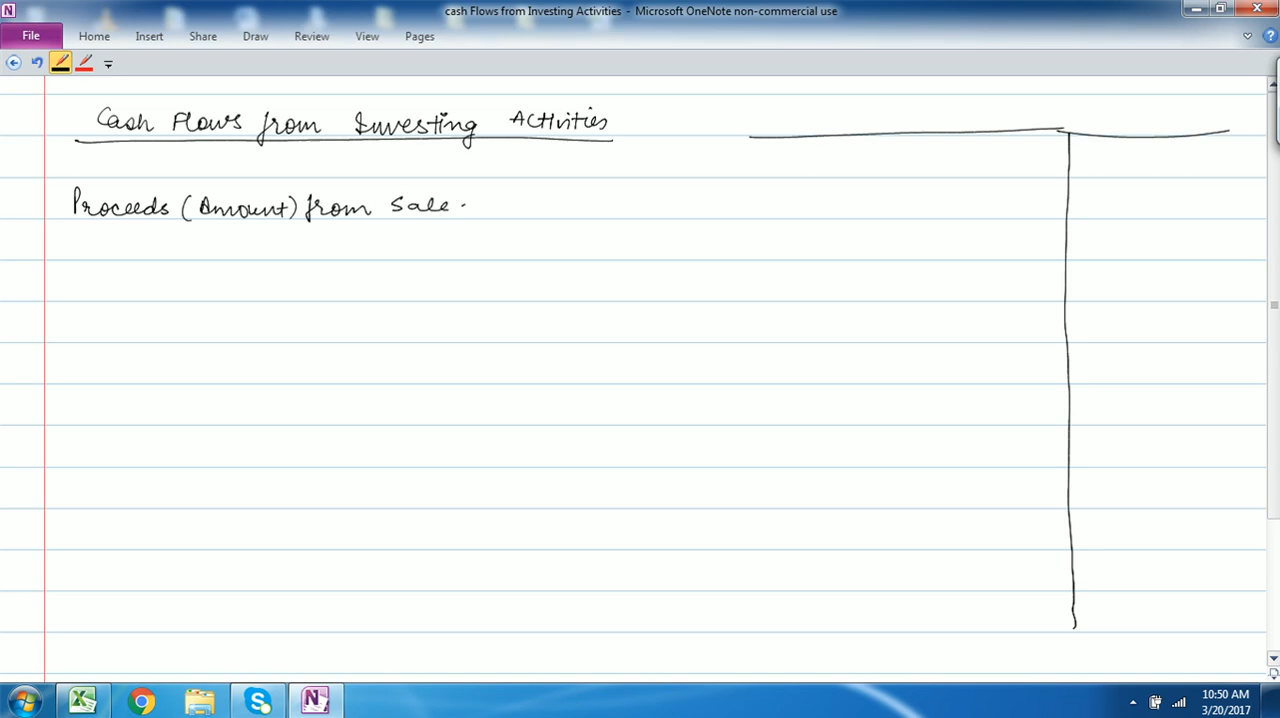 cash Flows from Investing Activities - Microsoft OneNote non-commercial use
File Home Insert Share Draw Review View Pages
Cash Flows from Investing Activities
Proceeds (Amount) from Sale
10:50 AM
3/20/2017